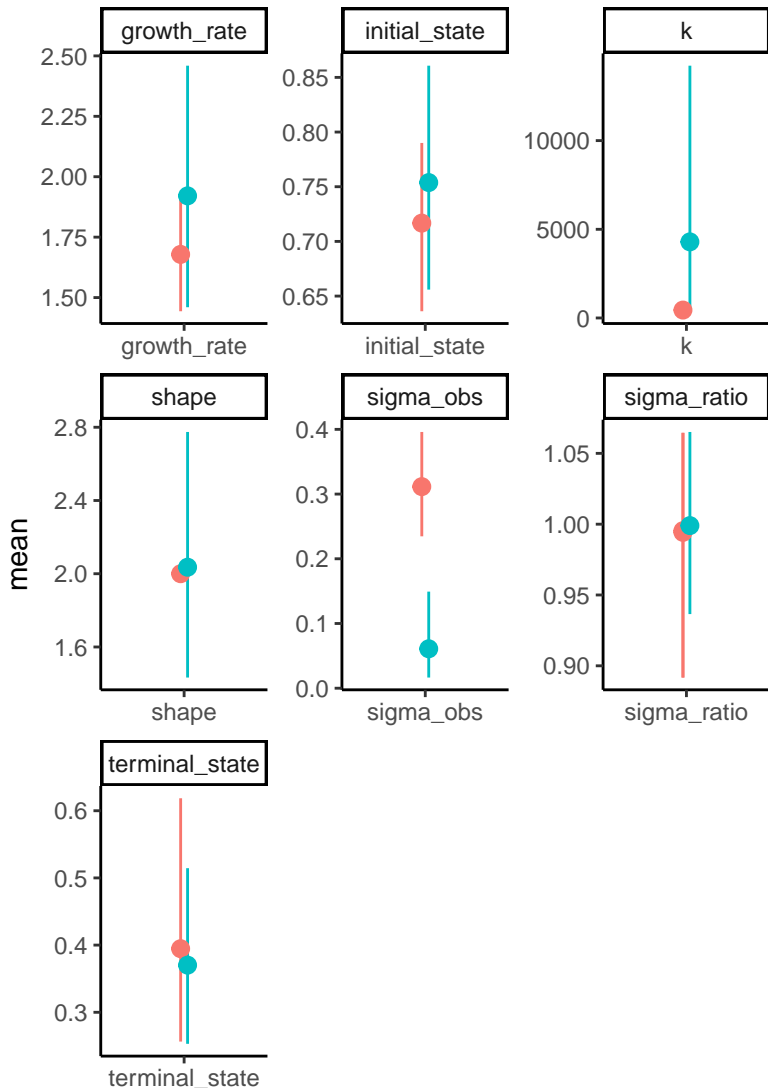 growth_rate
initial_state
k
2.50
2.25
2.00
1.75
1.50
0.85
0.80
0.75
0.70
0.65
10000
5000
0
growth_rate
initial_state
k
shape
sigma_obs
sigma_ratio
mean
2.8
2.4
2.0
1.6
0.4
0.3
0.2
0.1
0.0
1.05
1.00
0.95
0.90
shape
sigma_obs
sigma_ratio
terminal_state
0.6
0.5
0.4
0.3
terminal_state